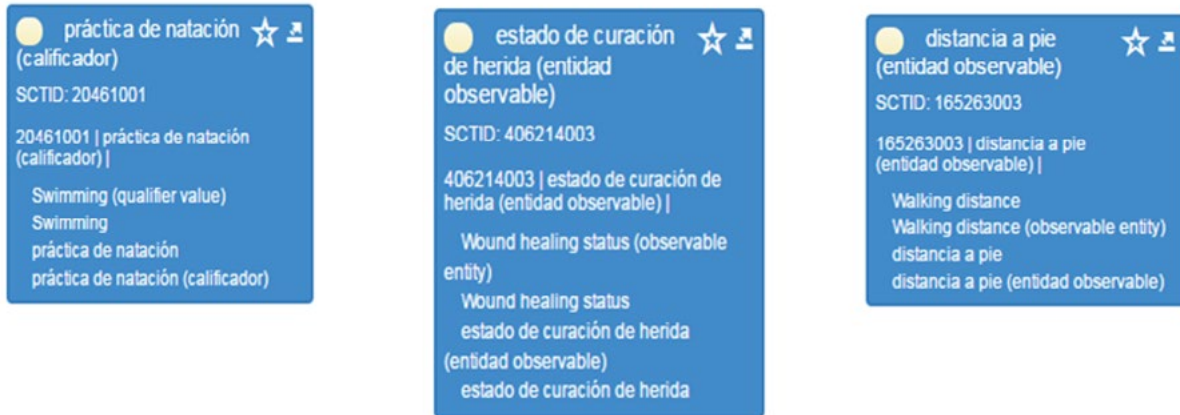 práctica de natación
(calificador)
SCTID: 20461001
20461001 | práctica de natación
(calificador) |
Swimming (qualifier value)
Swimming
práctica de natación
práctica de natación (calificador)
estado de curación
de herida (entidad
observable)
SCTID: 406214003
406214003 | estado de curación de
herida (entidad observable) |
Wound healing status (observable
entity)
Wound healing status
estado de curación de herida
(entidad observable)
estado de curación de herida
distancia a pie
(entidad observable)
SCTID: 165263003
165263003 | distancia a pie
(entidad observable) |
Walking distance
Walking distance (observable entity)
distancia a pie
distancia a pie (entidad observable)